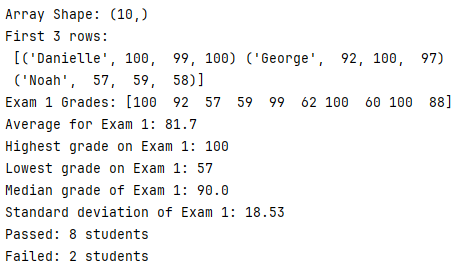 Array Shape: (10,)
First 3 rows:
[('Danielle', 100,  99, 100) ('George',  92, 100,  97)
('Noah',  57,  59,  58)]
Exam 1 Grades: [100  92  57  59  99  62 100  60 100  88]
Average for Exam 1: 81.7
Highest grade on Exam 1: 100
Lowest grade on Exam 1: 57
Median grade of Exam 1: 90.0
Standard deviation of Exam 1: 18.53
Passed: 8 students
Failed: 2 students